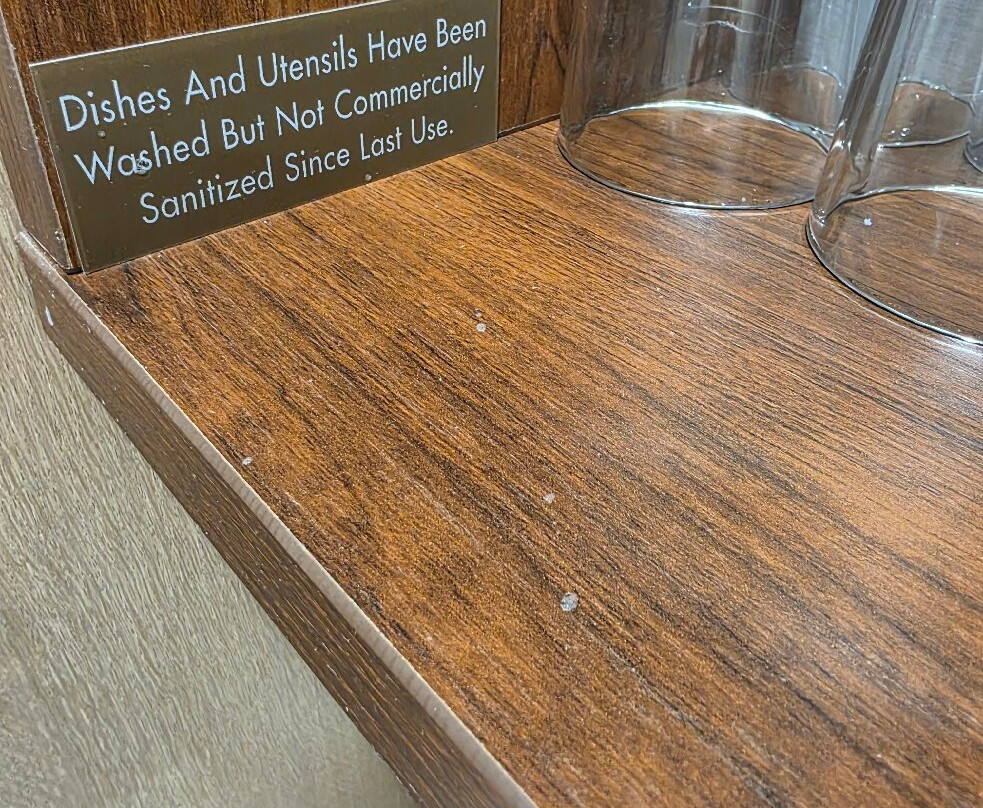 Dishes And Utensils Have Been
Washed But Not Commercially
Sanitized Since Last Use.